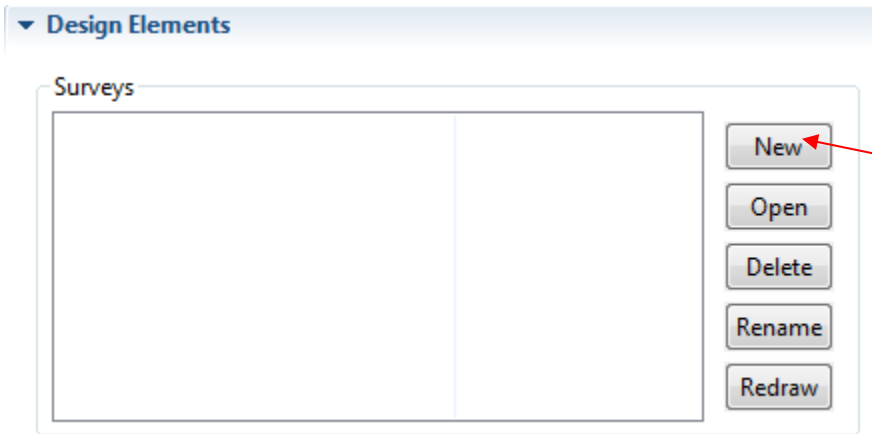 Design Elements
Surveys
New
Open
Delete
Rename
Redraw